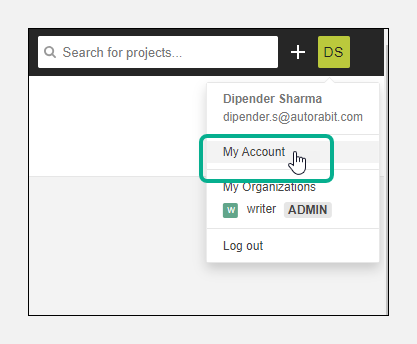 Search for projects... + DS
Dipender Sharma
dipender.s@autorabit.com
My Account
My Organizations
W writer ADMIN
Log out